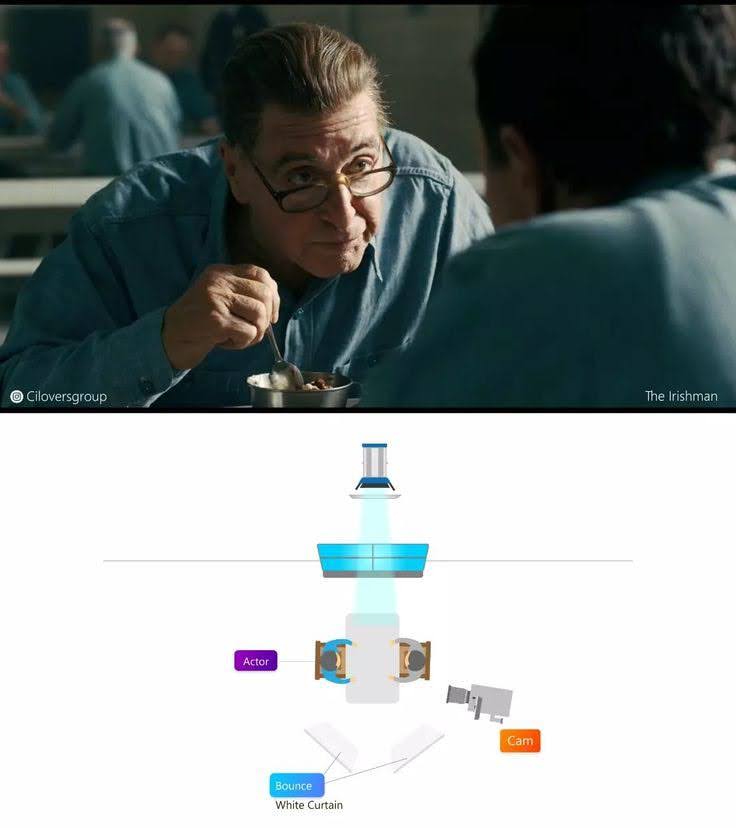 Ciloversgroup
The Irishman
Actor
Cam
Bounce
White Curtain